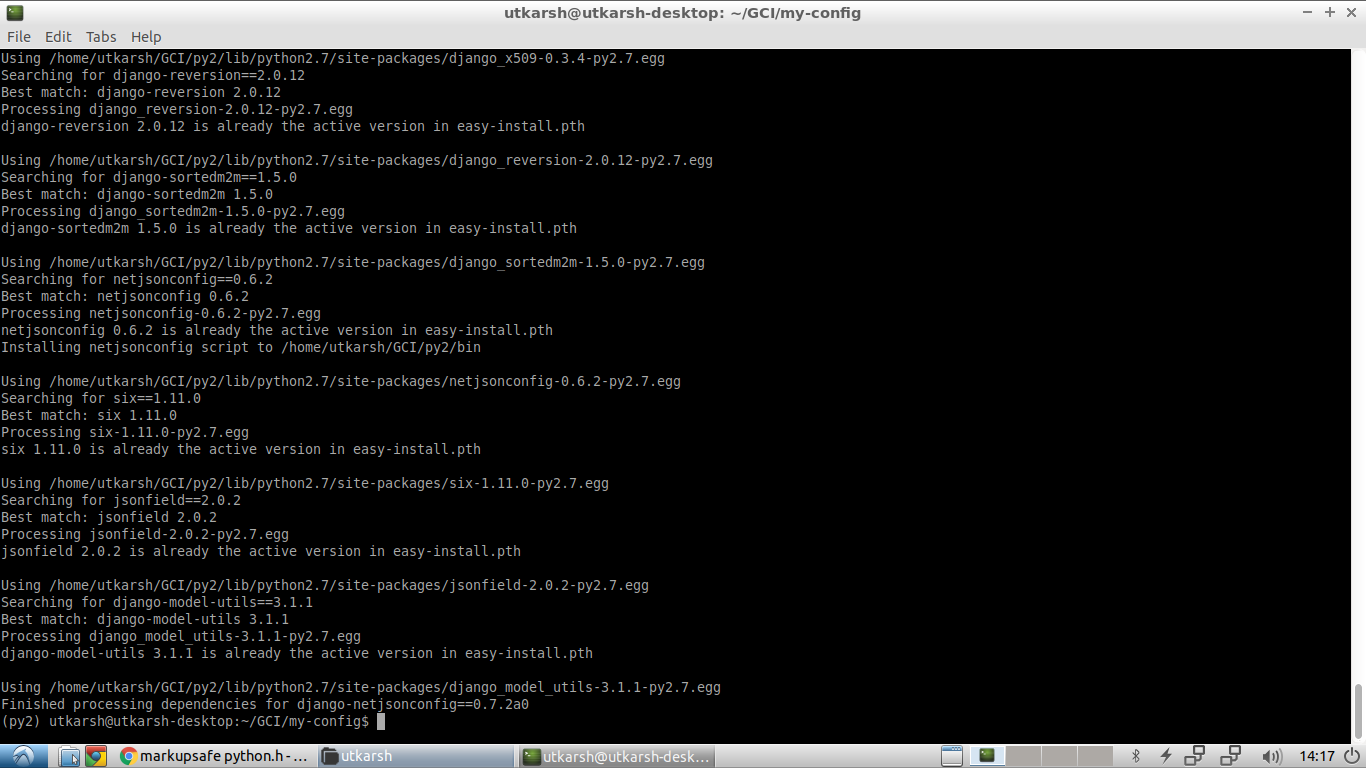 utkarsh@utkarsh-desktop: ~/GCI/my-config
File Edit Tabs Help
Using /home/utkarsh/GCI/py2/lib/python2.7/site-packages/django_x509-0.3.4-py2.7.egg
Searching for django-reversion==2.0.12
Best match: django-reversion 2.0.12
Processing django_reversion-2.0.12-py2.7.egg
django-reversion 2.0.12 is already the active version in easy-install.pth

Using /home/utkarsh/GCI/py2/lib/python2.7/site-packages/django_reversion-2.0.12-py2.7.egg
Searching for django-sortedm2m==1.5.0
Best match: django-sortedm2m 1.5.0
Processing django_sortedm2m-1.5.0-py2.7.egg
django-sortedm2m 1.5.0 is already the active version in easy-install.pth

Using /home/utkarsh/GCI/py2/lib/python2.7/site-packages/django_sortedm2m-1.5.0-py2.7.egg
Searching for netjsonconfig==0.6.2
Best match: netjsonconfig 0.6.2
Processing netjsonconfig-0.6.2-py2.7.egg
netjsonconfig 0.6.2 is already the active version in easy-install.pth
Installing netjsonconfig script to /home/utkarsh/GCI/py2/bin

Using /home/utkarsh/GCI/py2/lib/python2.7/site-packages/netjsonconfig-0.6.2-py2.7.egg
Searching for six==1.11.0
Best match: six 1.11.0
Processing six-1.11.0-py2.7.egg
six 1.11.0 is already the active version in easy-install.pth

Using /home/utkarsh/GCI/py2/lib/python2.7/site-packages/six-1.11.0-py2.7.egg
Searching for jsonfield==2.0.2
Best match: jsonfield 2.0.2
Processing jsonfield-2.0.2-py2.7.egg
jsonfield 2.0.2 is already the active version in easy-install.pth

Using /home/utkarsh/GCI/py2/lib/python2.7/site-packages/jsonfield-2.0.2-py2.7.egg
Searching for django-model-utils==3.1.1
Best match: django-model-utils 3.1.1
Processing django_model_utils-3.1.1-py2.7.egg
django-model-utils 3.1.1 is already the active version in easy-install.pth

Using /home/utkarsh/GCI/py2/lib/python2.7/site-packages/django_model_utils-3.1.1-py2.7.egg
Finished processing dependencies for django-netjsonconfig==0.7.2a0
(py2) utkarsh@utkarsh-desktop:~/GCI/my-config$
markupsafe python.h - ... utkarsh utkarsh@utkarsh-desk... 14:17